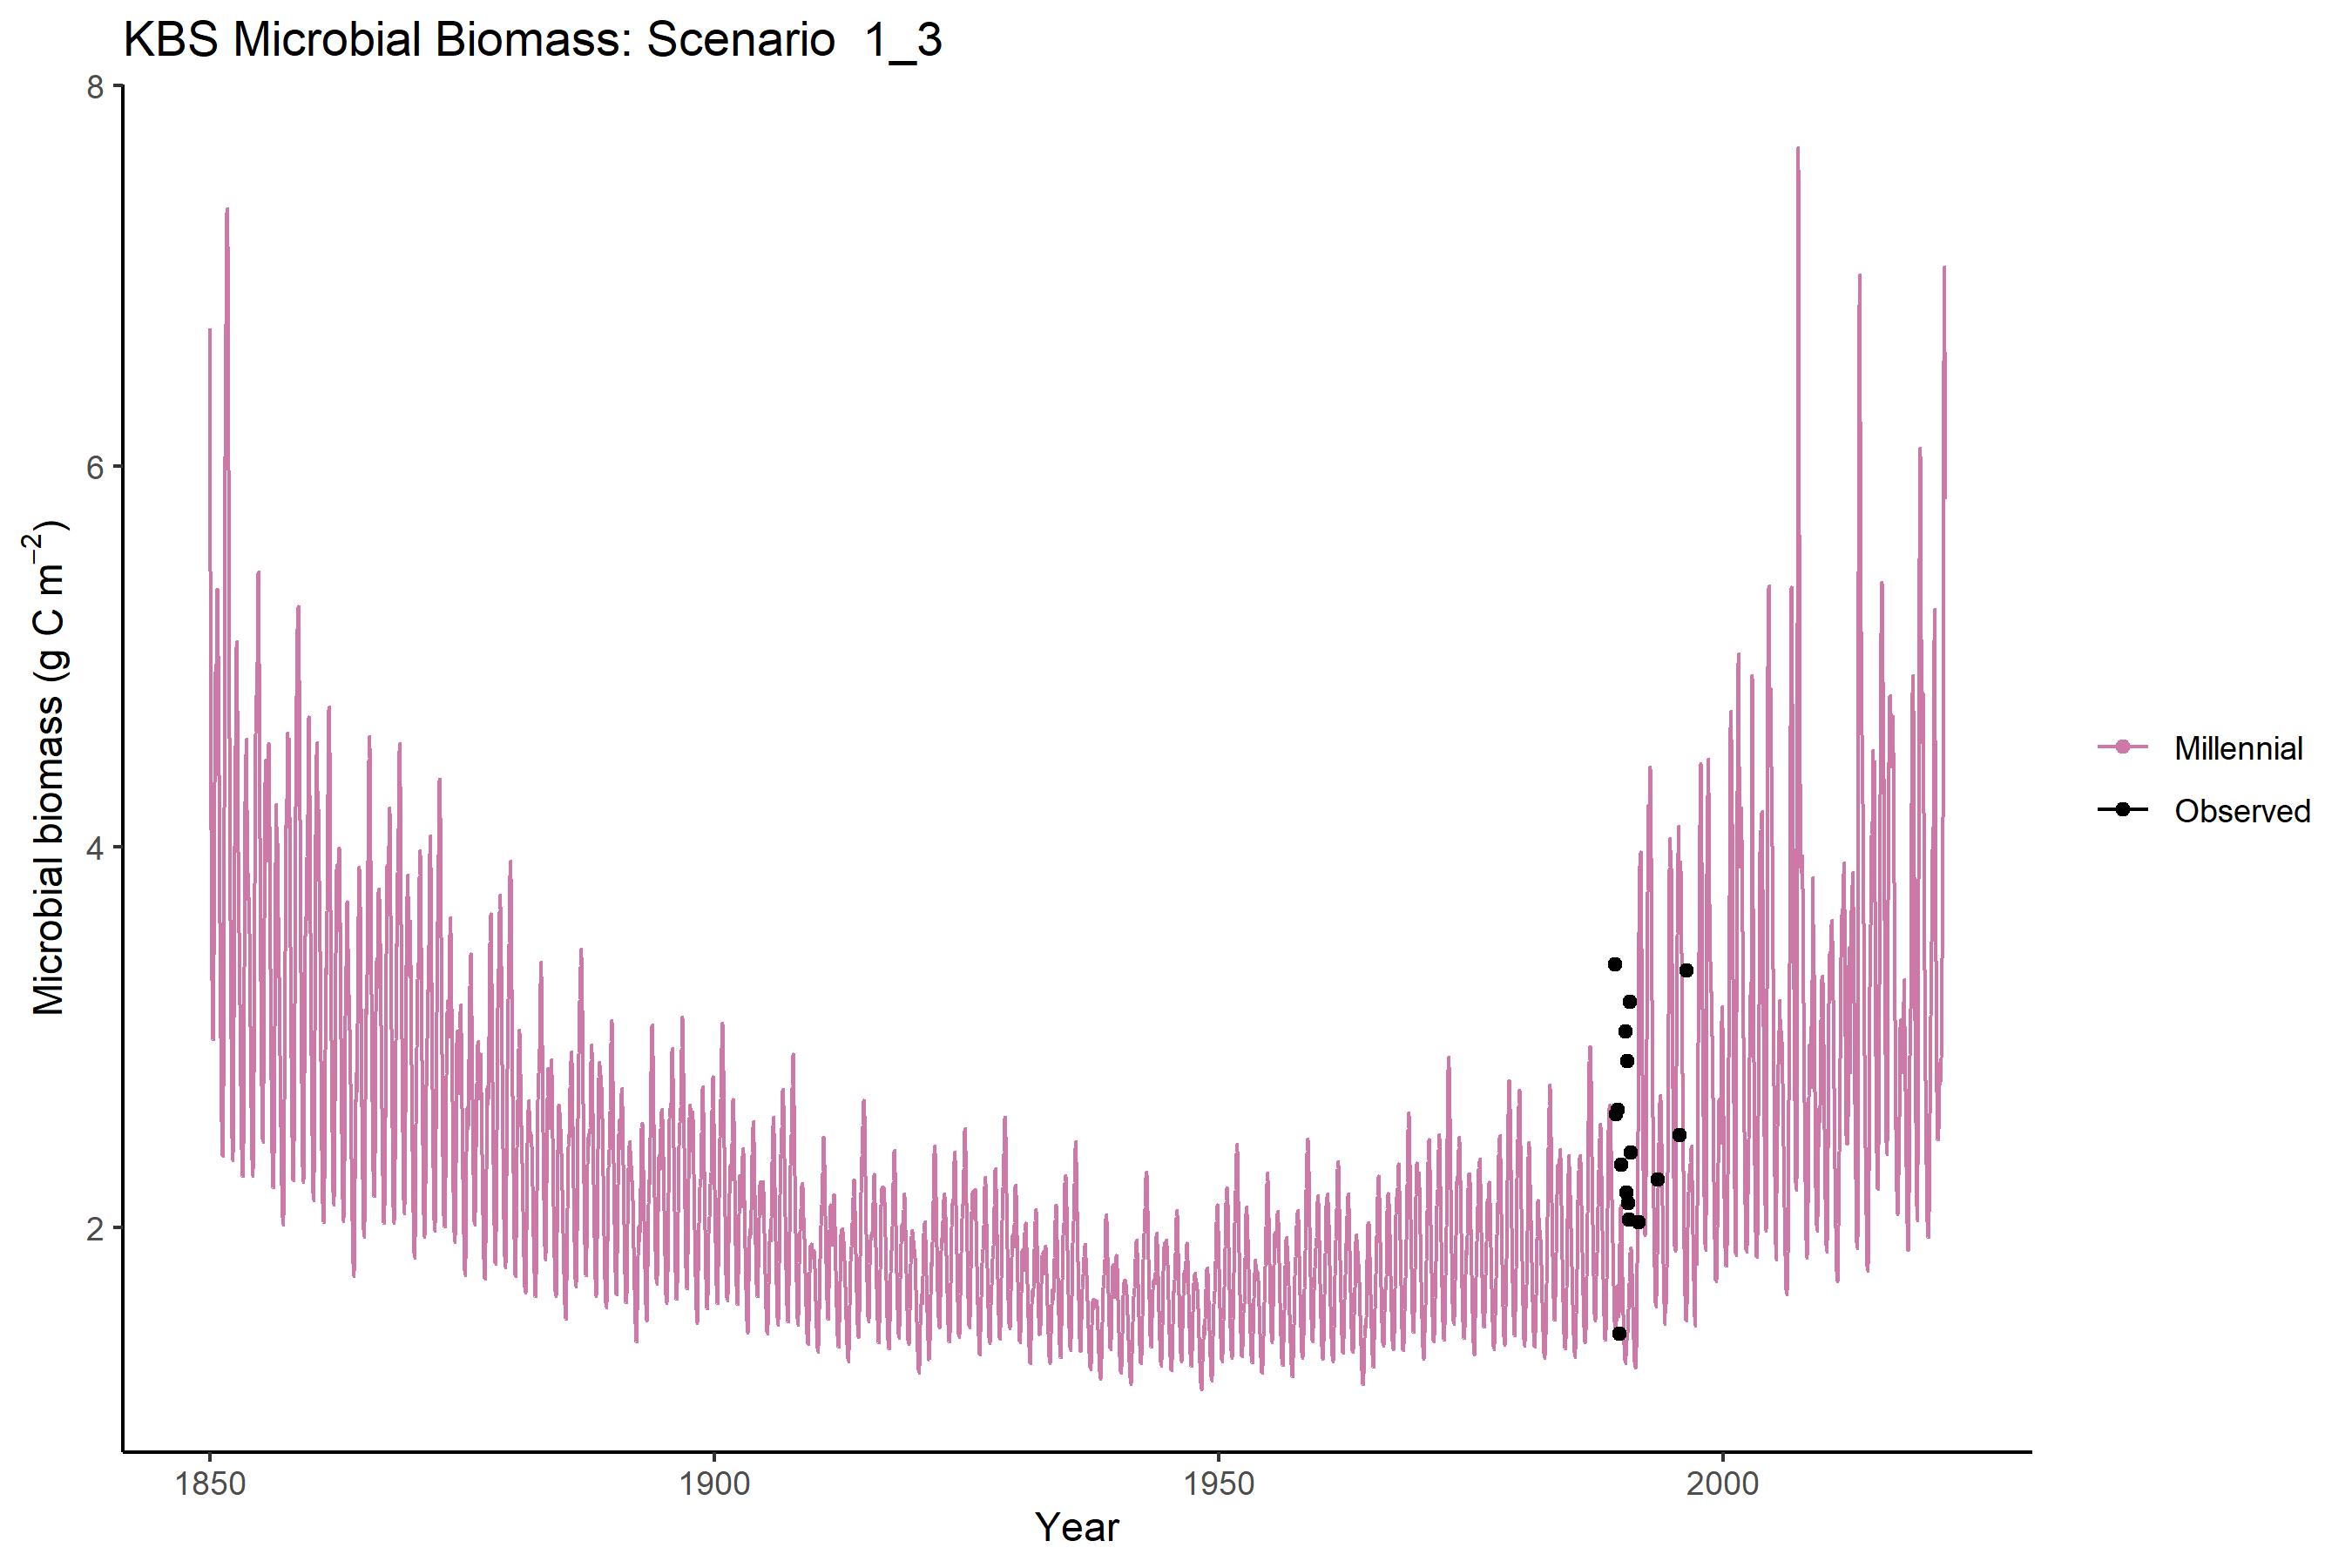 KBS Microbial Biomass: Scenario  1_3
8
6
4
2
Microbial biomass (g C m⁻²)
1850
1900
1950
2000
Year
Millennial
Observed